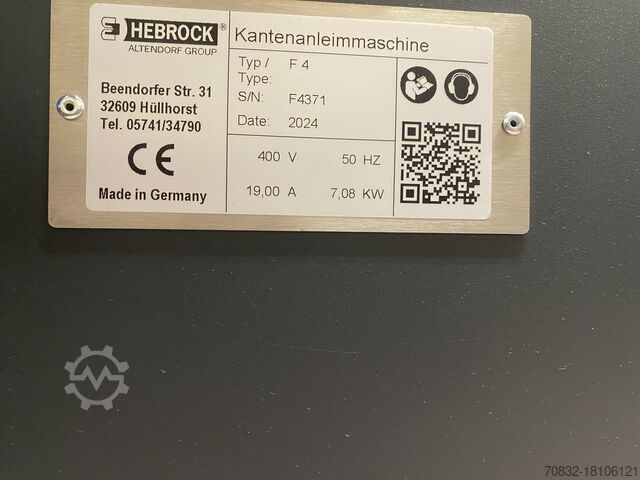 HEBROCK®
ALTENDORF GROUP
Beendorfer Str. 31
32609 Hüllhorst
Tel. 05741/34790
CE
Made in Germany
Kantenanleimmaschine
Typ / Type: F 4
S/N: F4371
Date: 2024
400 V 50 HZ
19,00 A 7,08 KW
70832-18106121